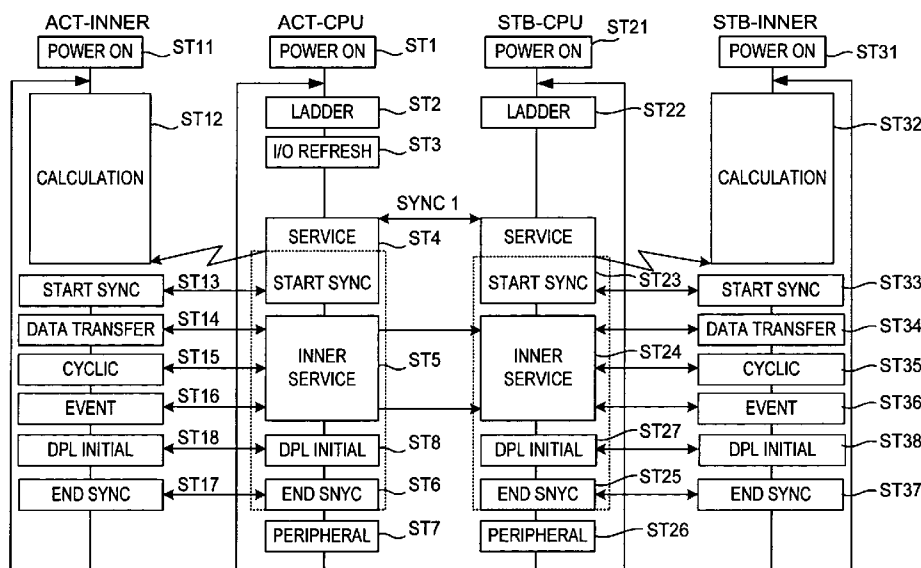 ACT-INNER ACT-CPU STB-CPU STB-INNER
POWER ON ST11 POWER ON ST1 POWER ON ST21 POWER ON ST31
CALCULATION ST12 LADDER ST2 LADDER ST22 CALCULATION ST32
I/O REFRESH ST3
SYNC 1
SERVICE ST4 SERVICE
START SYNC ST13 START SYNC START SYNC ST23 START SYNC ST33
DATA TRANSFER ST14 DATA TRANSFER ST34
CYCLIC ST15 INNER SERVICE ST5 INNER SERVICE ST24 CYCLIC ST35
EVENT ST16 EVENT ST36
DPL INITIAL ST18 DPL INITIAL ST8 DPL INITIAL ST27 DPL INITIAL ST38
END SYNC ST17 END SNYC ST6 END SNYC ST25 END SYNC ST37
PERIPHERAL ST7 PERIPHERAL ST26